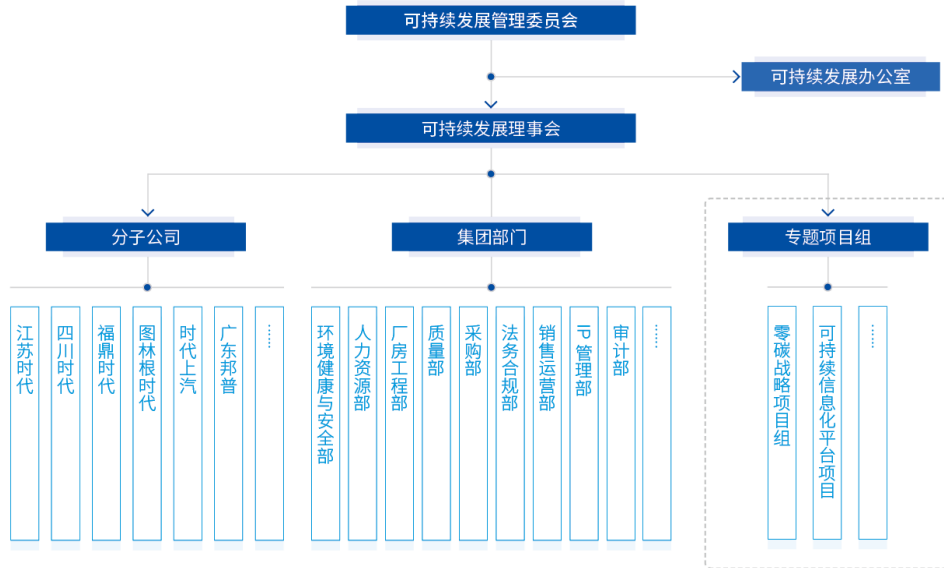 可持续发展管理委员会
可持续发展办公室
可持续发展理事会
分子公司
集团部门
专题项目组
江苏时代
四川时代
福鼎时代
图林根时代
时代上汽
广东邦普
……
环境健康与安全部
人力资源部
厂房工程部
质量部
采购部
法务合规部
销售运营部
IP 管理部
审计部
……
零碳战略项目组
可持续信息化平台项目
……